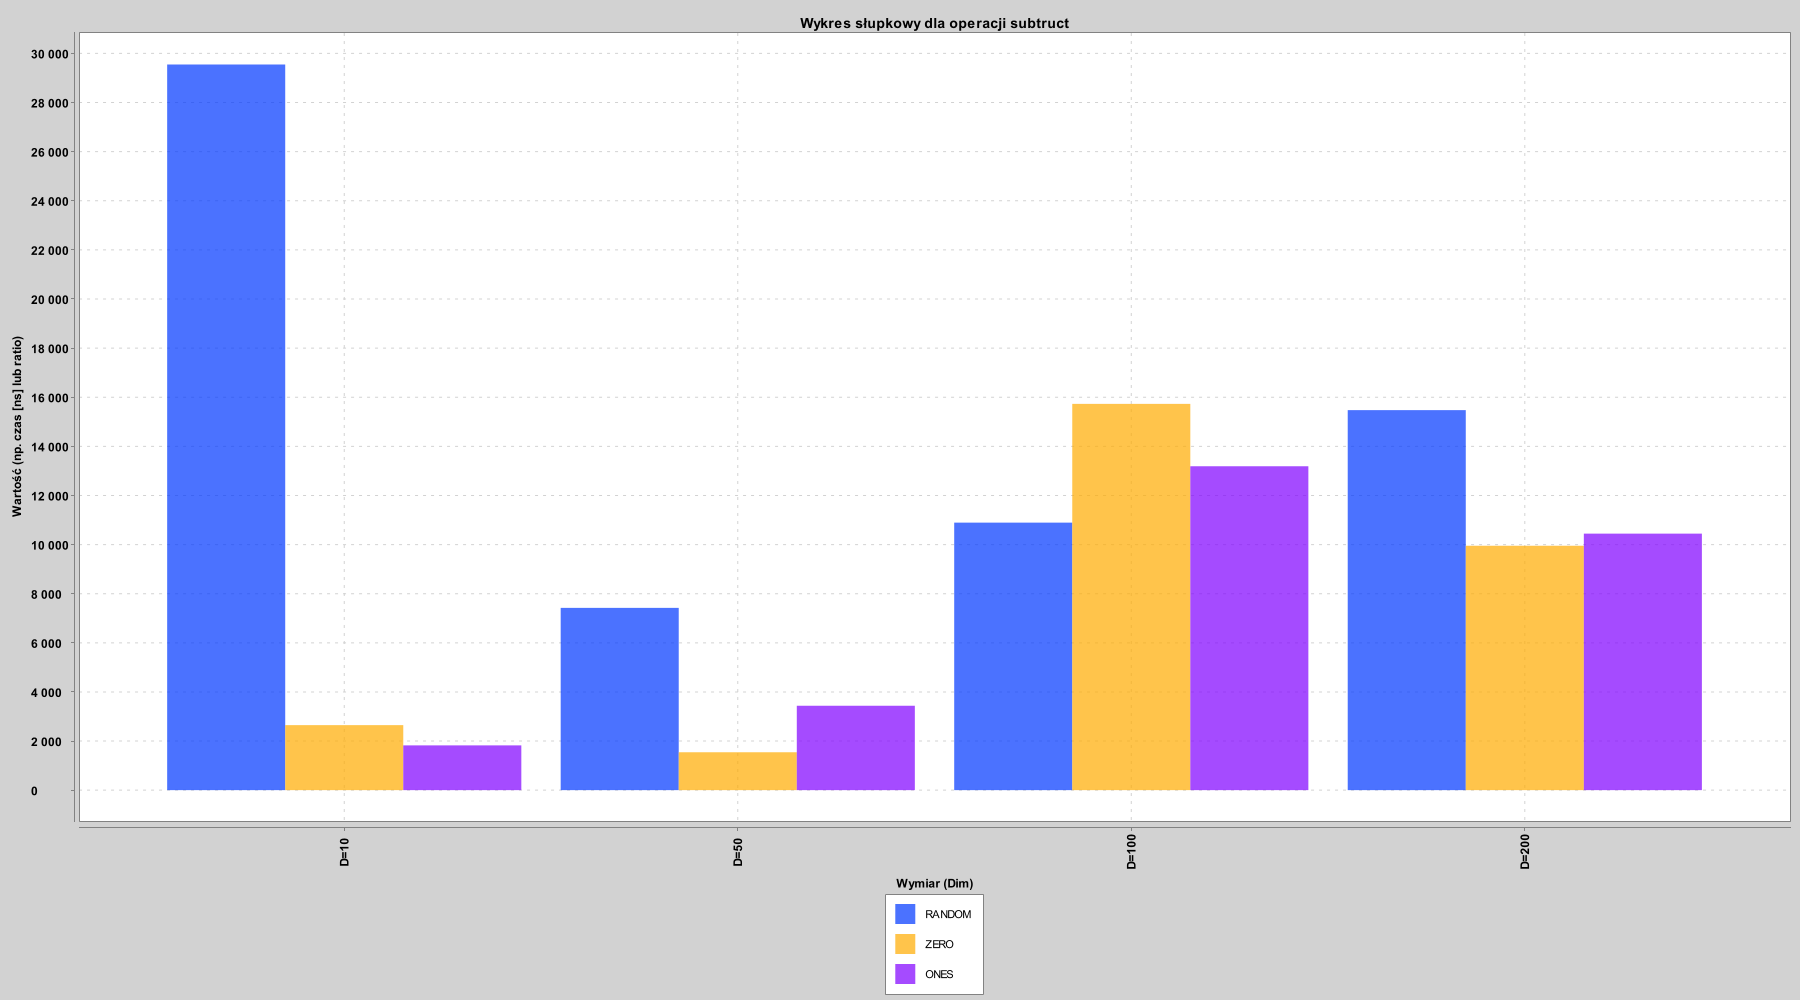 Wykres słupkowy dla operacji subtruct
Wartość (np. czas [ns] lub ratio)
30 000
28 000
26 000
24 000
22 000
20 000
18 000
16 000
14 000
12 000
10 000
8 000
6 000
4 000
2 000
0
D=10
D=50
D=100
D=200
Wymiar (Dim)
RANDOM
ZERO
ONES